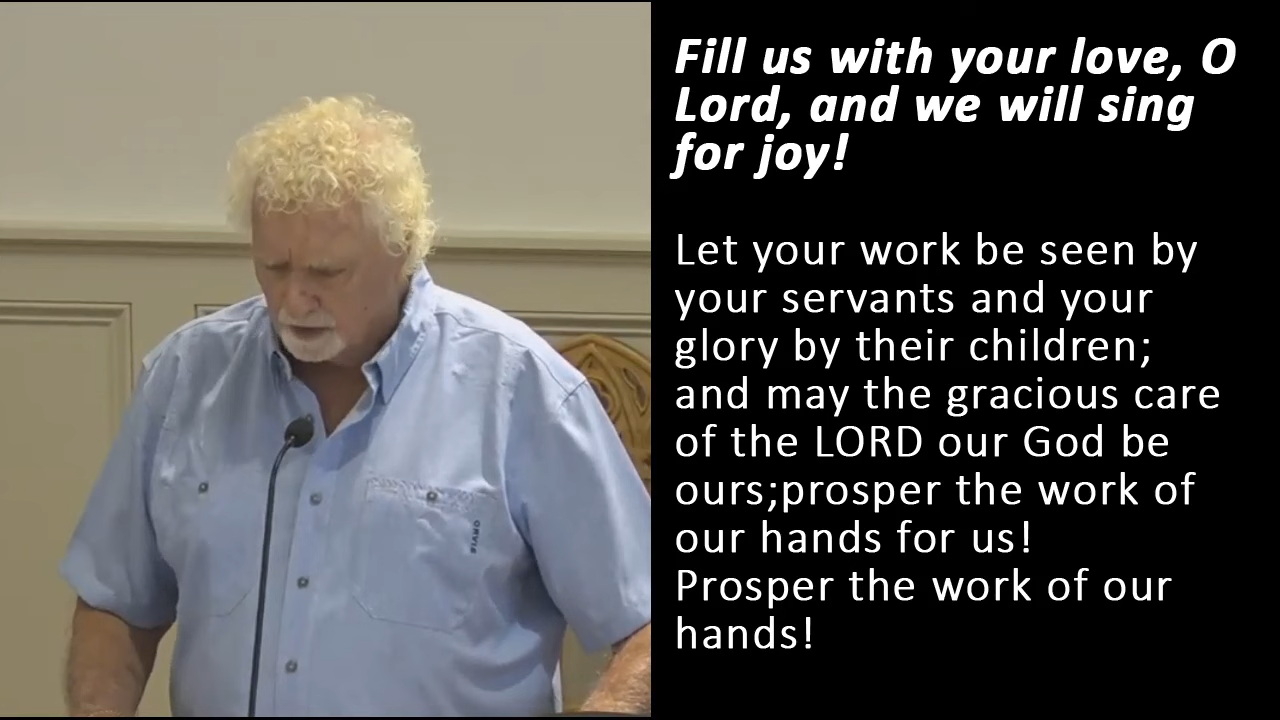 Fill us with your love, O
Lord, and we will sing
for joy!
Let your work be seen by
your servants and your
glory by their children;
and may the gracious care
of the LORD our God be
ours;prosper the work of
our hands for us!
Prosper the work of our
hands!